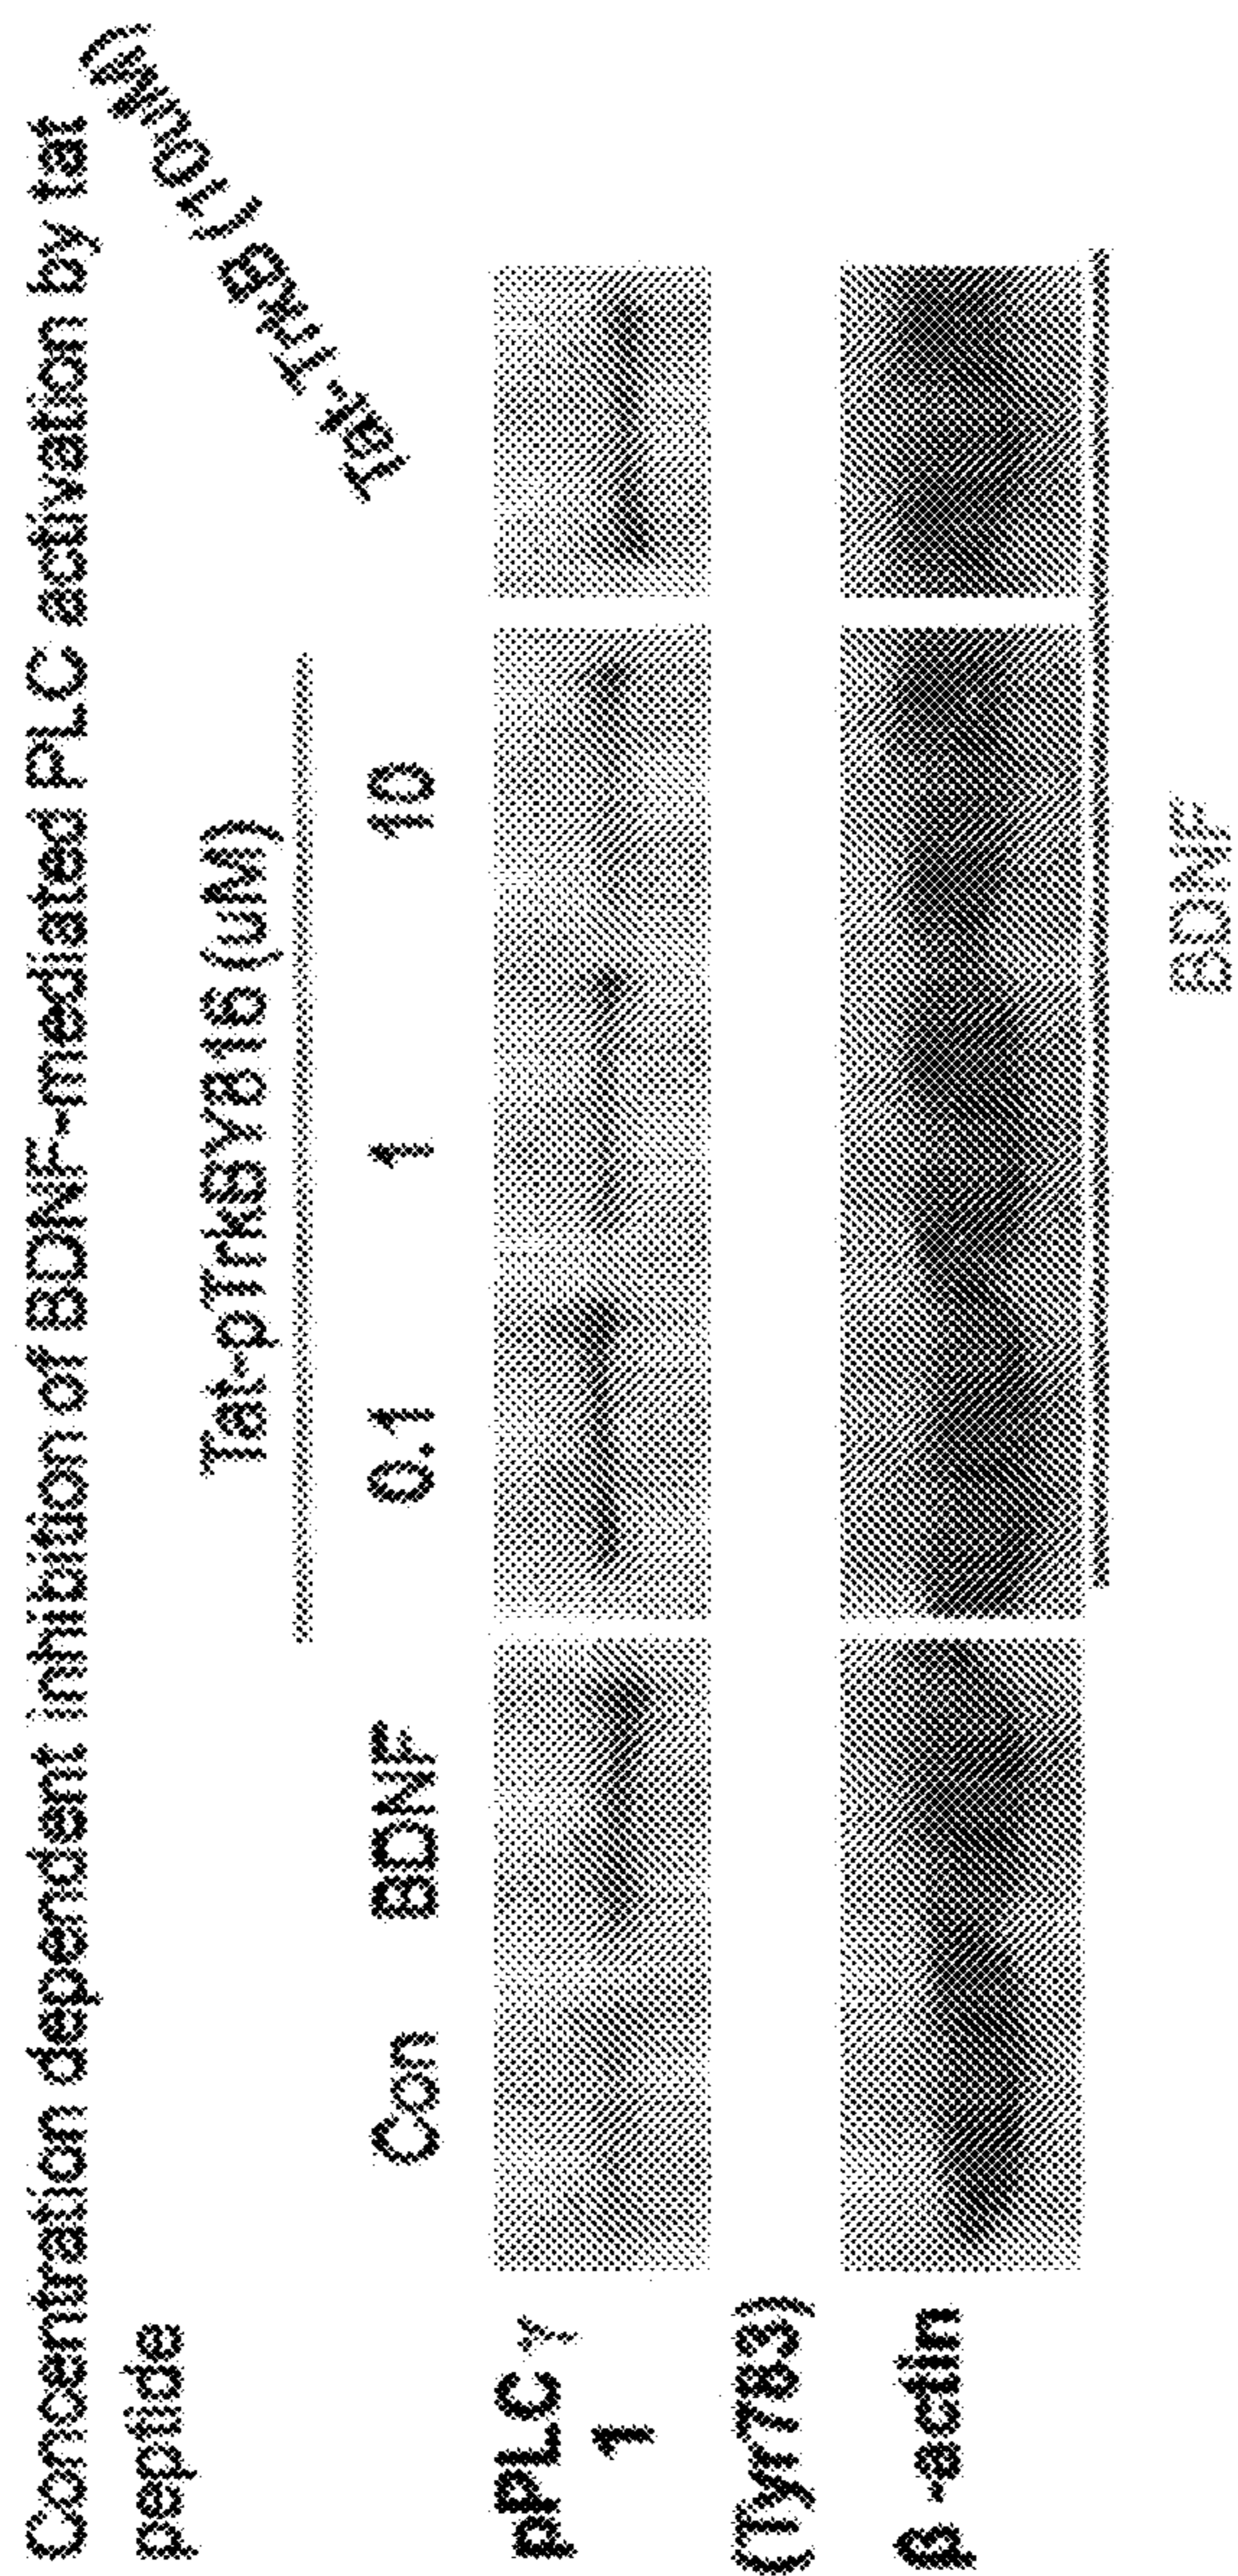 Concentration dependent inhibition of BDNF-mediated PLC activation by tat
peptide
Tat-pTrkBY816(uM)
Con BDNF 0.1 1 10 Tat-TrkB (10uM)
pPLCγ
1
(Tyr783)
β-actin
BDNF